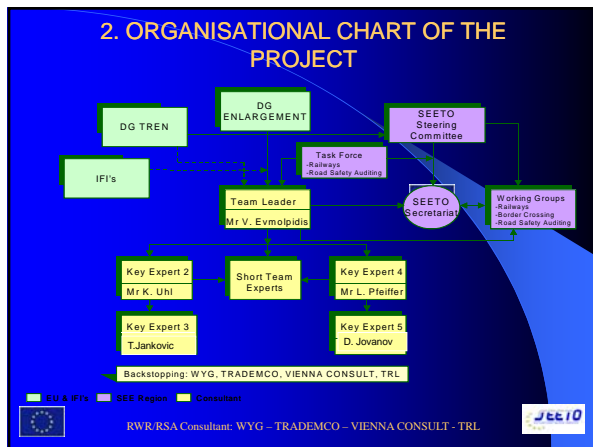 2. ORGANISATIONAL CHART OF THE
PROJECT
DG
ENLARGEMENT
DG TREN
SEETO
Steering
Committee
Task Force
-Railways
-Road Safety Auditing
IFI's
Team Leader
Mr V. Evmolpidis
SEETO
Secretariat
Working Groups
-Railways
-Border Crossing
-Road Safety Auditing
Key Expert 2
Mr K. Uhl
Short Team
Experts
Key Expert 4
Mr L. Pfeiffer
Key Expert 3
T.Jankovic
Key Expert 5
D. Jovanov
Backstopping: WYG, TRADEMCO, VIENNA CONSULT, TRL
EU & IFI's
SEE Region
Consultant
RWR/RSA Consultant: WYG – TRADEMCO – VIENNA CONSULT - TRL
SEETO